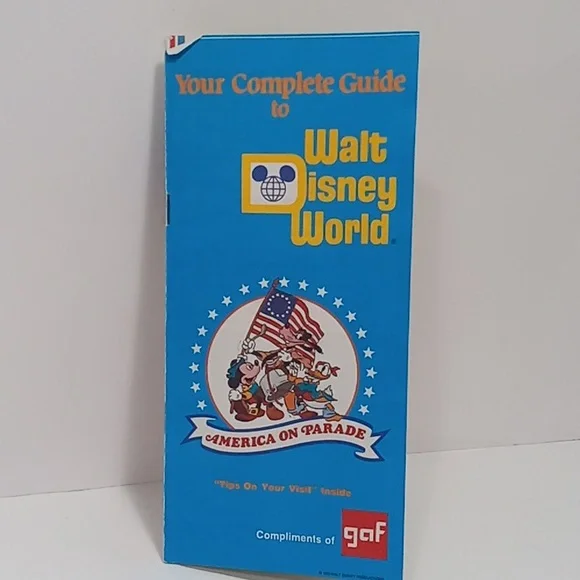 Your Complete Guide
to
Walt
Disney
World®
AMERICA ON PARADE
"Tips On Your Visit" Inside
Compliments of gaf